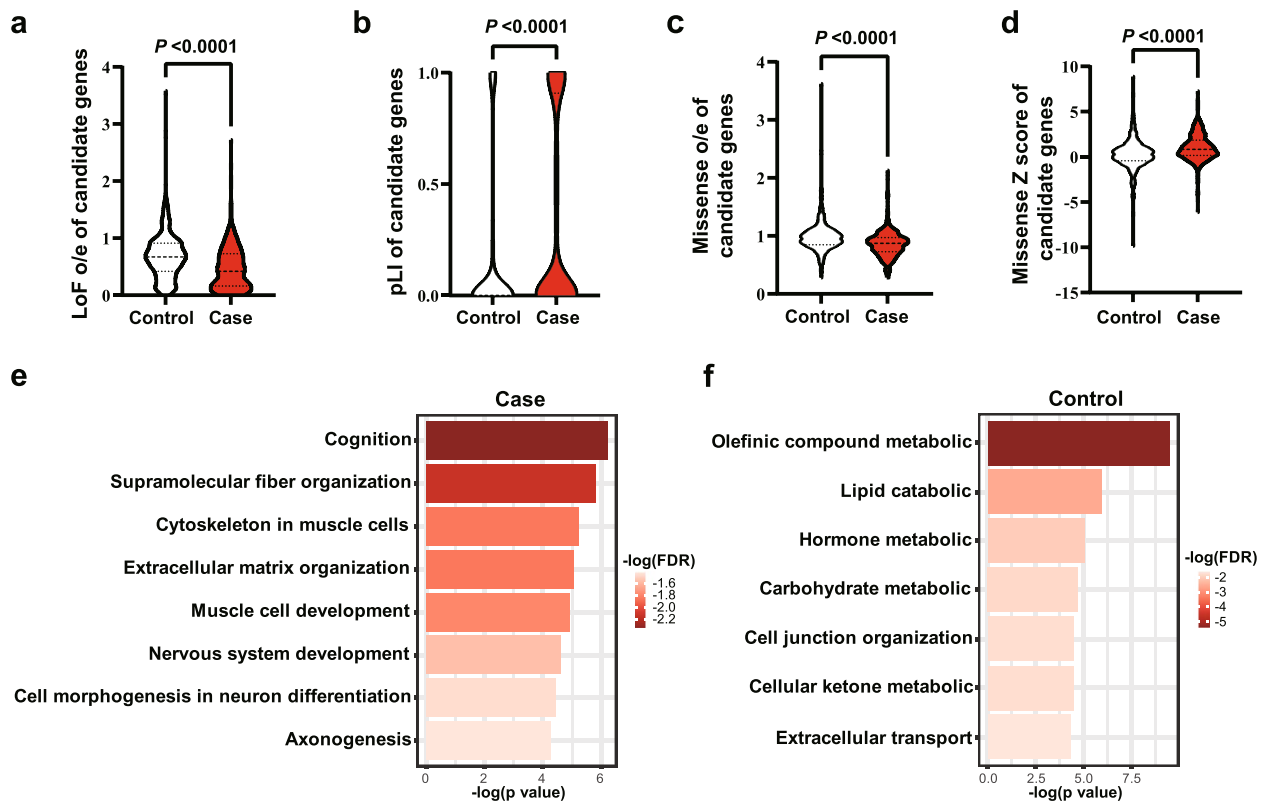 a
P <0.0001
LoF o/e of candidate genes
4
3
2
1
0
Control Case
b
P <0.0001
pLI of candidate genes
1.0
0.5
0.0
Control Case
c
P <0.0001
Missense o/e of
candidate genes
4
3
2
1
0
Control Case
d
P <0.0001
Missense Z score of
candidate genes
10
5
0
-5
-10
-15
Control Case
e
Case
Cognition
Supramolecular fiber organization
Cytoskeleton in muscle cells
Extracellular matrix organization
Muscle cell development
Nervous system development
Cell morphogenesis in neuron differentiation
Axonogenesis
0 2 4 6
-log(p value)
-log(FDR)
-1.6
-1.8
-2.0
-2.2
f
Control
Olefinic compound metabolic
Lipid catabolic
Hormone metabolic
Carbohydrate metabolic
Cell junction organization
Cellular ketone metabolic
Extracellular transport
0.0 2.5 5.0 7.5
-log(p value)
-log(FDR)
-2
-3
-4
-5